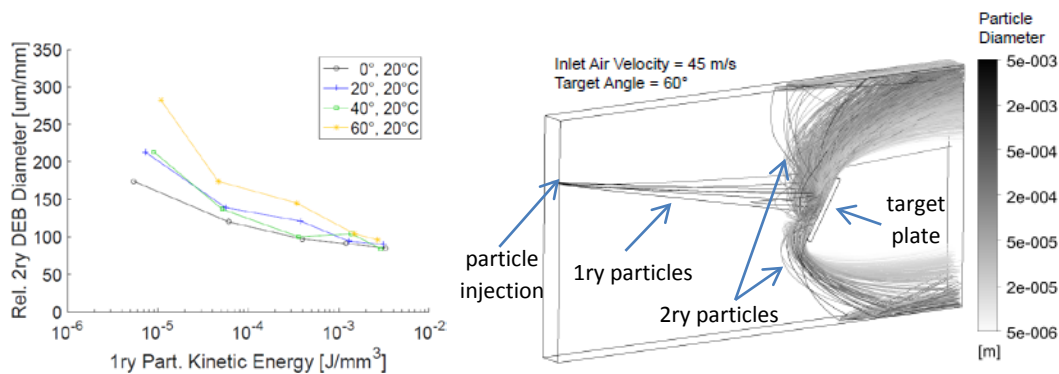 Rel. 2ry DEB Diameter [um/mm]
350
300
250
200
150
100
50
0
10^-6
10^-5
10^-4
10^-3
10^-2
1ry Part. Kinetic Energy [J/mm^3]
0°, 20°C
20°, 20°C
40°, 20°C
60°, 20°C
Inlet Air Velocity = 45 m/s
Target Angle = 60°
particle
injection
1ry particles
2ry particles
target
plate
Particle
Diameter
5e-003
2e-003
5e-004
2e-004
5e-005
2e-005
5e-006
[m]